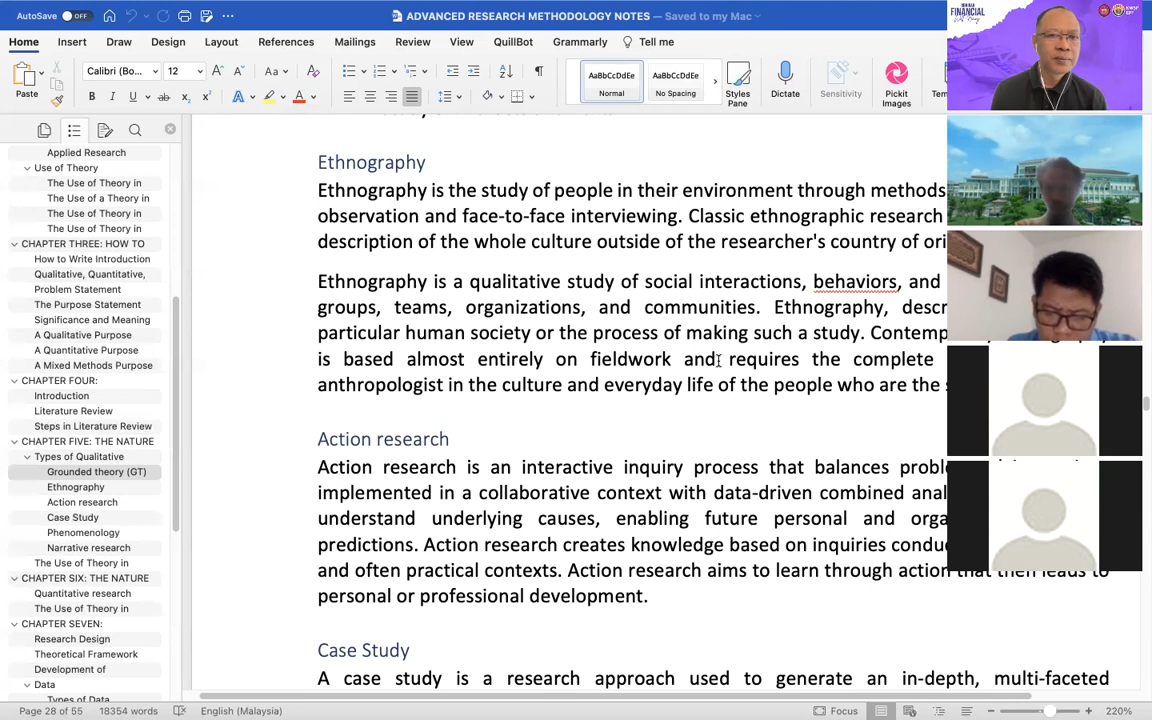 AutoSave OFF
ADVANCED RESEARCH METHODOLOGY NOTES — Saved to my Mac
Home Insert Draw Design Layout References Mailings Review View QuillBot Grammarly Tell me
Paste
Calibri (Bo... 12
AaBbCcDdEe
Normal
AaBbCcDdEe
No Spacing
Styles
Pane
Dictate
Sensitivity
Pickit
Images
FINANCIAL
Applied Research
Use of Theory
The Use of Theory in
The Use of a Theory in
The Use of Theory in
The Use of Theory in
CHAPTER THREE: HOW TO
How to Write Introduction
Qualitative, Quantitative,
Problem Statement
The Purpose Statement
Significance and Meaning
A Qualitative Purpose
A Quantitative Purpose
A Mixed Methods Purpose
CHAPTER FOUR:
Introduction
Literature Review
Steps in Literature Review
CHAPTER FIVE: THE NATURE
Types of Qualitative
Grounded theory (GT)
Ethnography
Action research
Case Study
Phenomenology
Narrative research
The Use of Theory in
CHAPTER SIX: THE NATURE
Quantitative research
The Use of Theory in
CHAPTER SEVEN:
Research Design
Theoretical Framework
Development of
Data
Types of Data
Ethnography
Ethnography is the study of people in their environment through methods
observation and face-to-face interviewing. Classic ethnographic research
description of the whole culture outside of the researcher's country of ori
Ethnography is a qualitative study of social interactions, behaviors, and
groups, teams, organizations, and communities. Ethnography, descr
particular human society or the process of making such a study. Contemp
is based almost entirely on fieldwork and requires the complete
anthropologist in the culture and everyday life of the people who are the s
Action research
Action research is an interactive inquiry process that balances proble
implemented in a collaborative context with data-driven combined anal
understand underlying causes, enabling future personal and orga
predictions. Action research creates knowledge based on inquiries condu
and often practical contexts. Action research aims to learn through action that then leads to
personal or professional development.
Case Study
A case study is a research approach used to generate an in-depth, multi-faceted
Page 28 of 55 18354 words English (Malaysia) Focus 220%